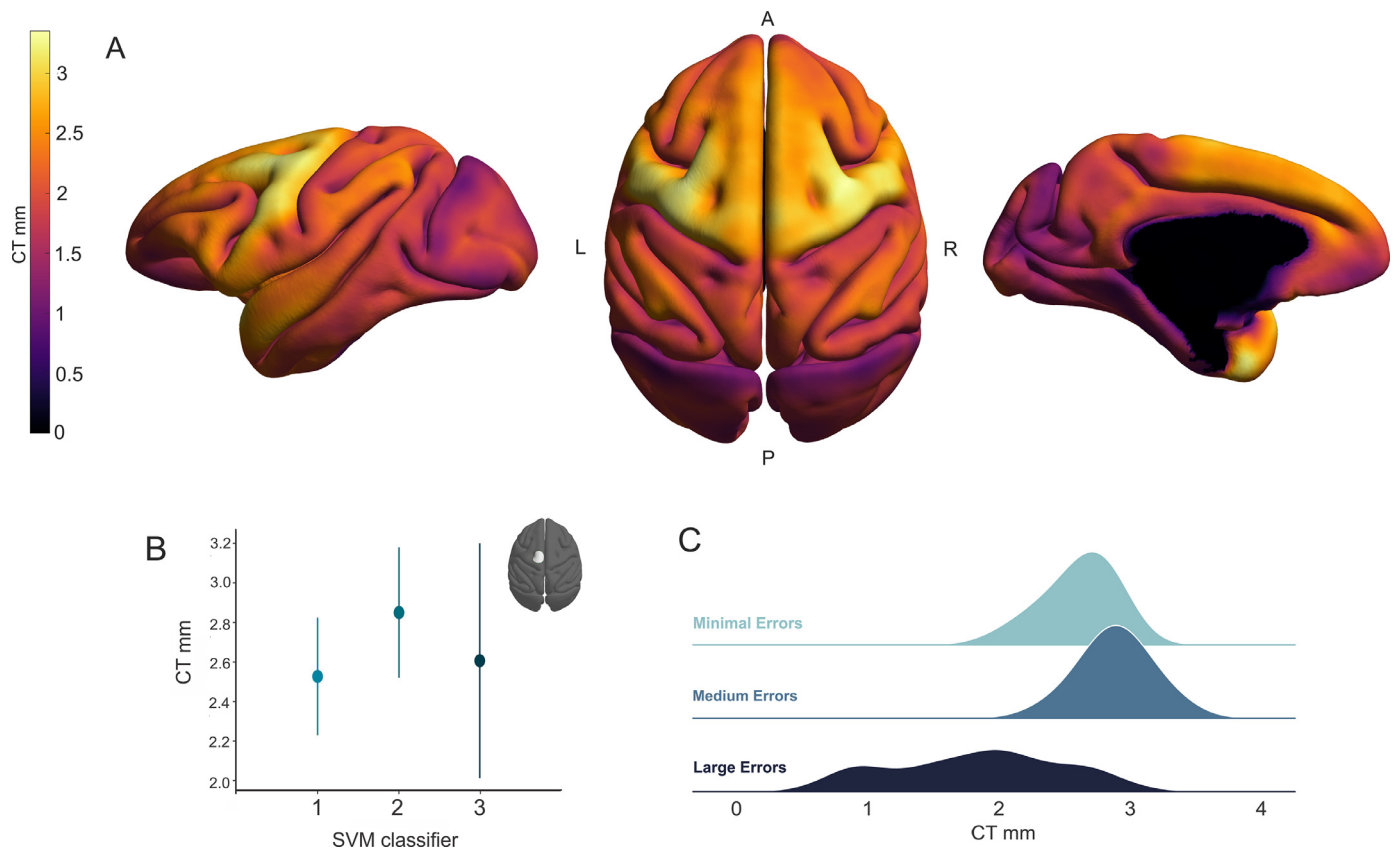 A
A
3
2.5
2
1.5
1
0.5
0
CT mm
L
R
P
B
3.2
3.0
2.8
2.6
2.4
2.2
2.0
CT mm
1 2 3
SVM classifier
C
Minimal Errors
Medium Errors
Large Errors
0 1 2 3 4
CT mm